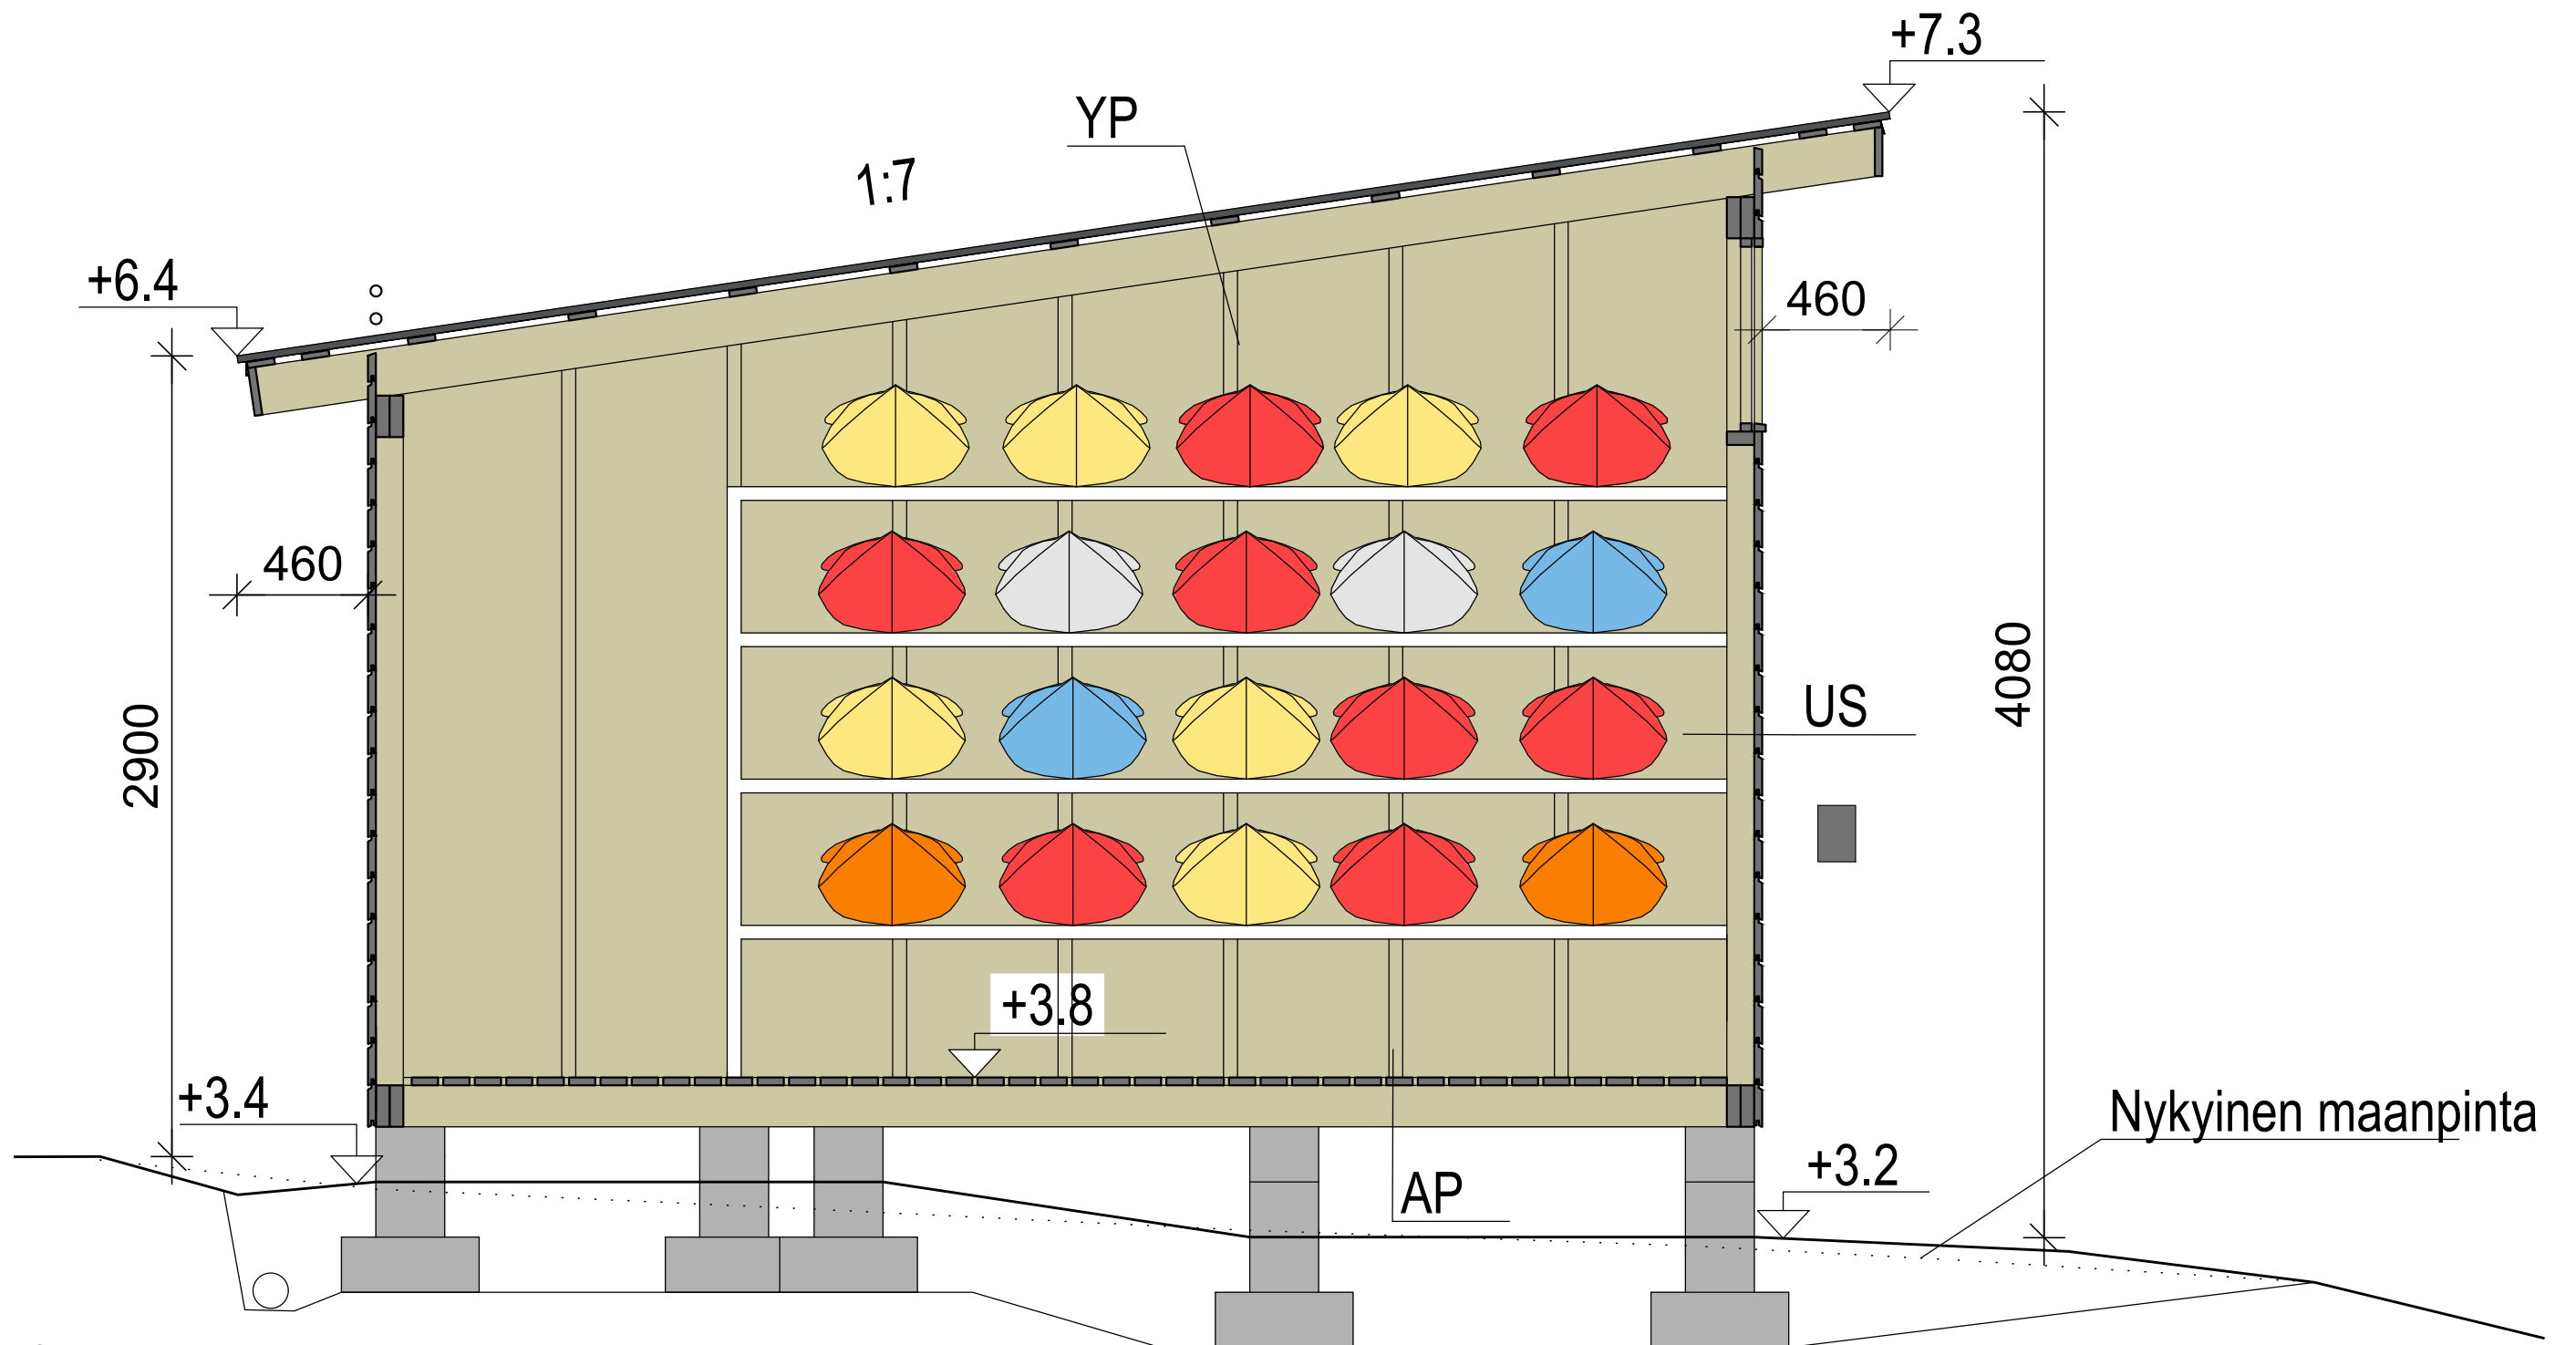 +7.3
YP
1:7
+6.4
460
460
2900
4080
US
+3.8
+3.4
Nykyinen maanpinta
+3.2
AP